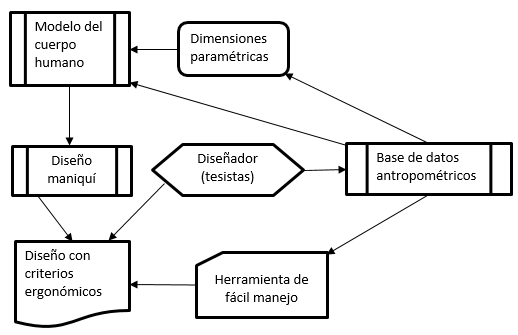 Modelo del
cuerpo
humano
Dimensiones
paramétricas
Diseño
maniquí
Diseñador
(tesistas)
Base de datos
antropométricos
Diseño con
criterios
ergonómicos
Herramienta de
fácil manejo